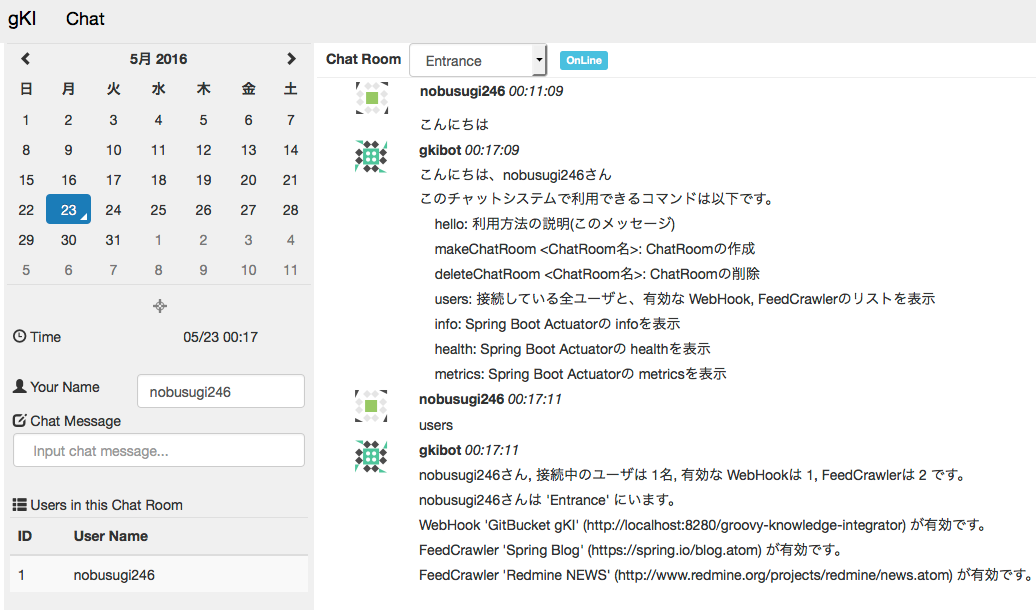 gKI Chat
5月 2016
日 月 火 水 木 金 土
1 2 3 4 5 6 7
8 9 10 11 12 13 14
15 16 17 18 19 20 21
22 23 24 25 26 27 28
29 30 31 1 2 3 4
5 6 7 8 9 10 11
Time 05/23 00:17
Your Name nobusugi246
Chat Message
Input chat message...
Users in this Chat Room
ID User Name
1 nobusugi246
Chat Room Entrance OnLine
nobusugi246 00:11:09
こんにちは
gkibot 00:17:09
こんにちは、nobusugi246さん
このチャットシステムで利用できるコマンドは以下です。
hello: 利用方法の説明(このメッセージ)
makeChatRoom <ChatRoom名>: ChatRoomの作成
deleteChatRoom <ChatRoom名>: ChatRoomの削除
users: 接続している全ユーザと、有効な WebHook, FeedCrawlerのリストを表示
info: Spring Boot Actuatorの infoを表示
health: Spring Boot Actuatorの healthを表示
metrics: Spring Boot Actuatorの metricsを表示
nobusugi246 00:17:11
users
gkibot 00:17:11
nobusugi246さん, 接続中のユーザは 1名, 有効な WebHookは 1, FeedCrawlerは 2 です。
nobusugi246さんは 'Entrance' にいます。
WebHook 'GitBucket gKI' (http://localhost:8280/groovy-knowledge-integrator) が有効です。
FeedCrawler 'Spring Blog' (https://spring.io/blog.atom) が有効です。
FeedCrawler 'Redmine NEWS' (http://www.redmine.org/projects/redmine/news.atom) が有効です。